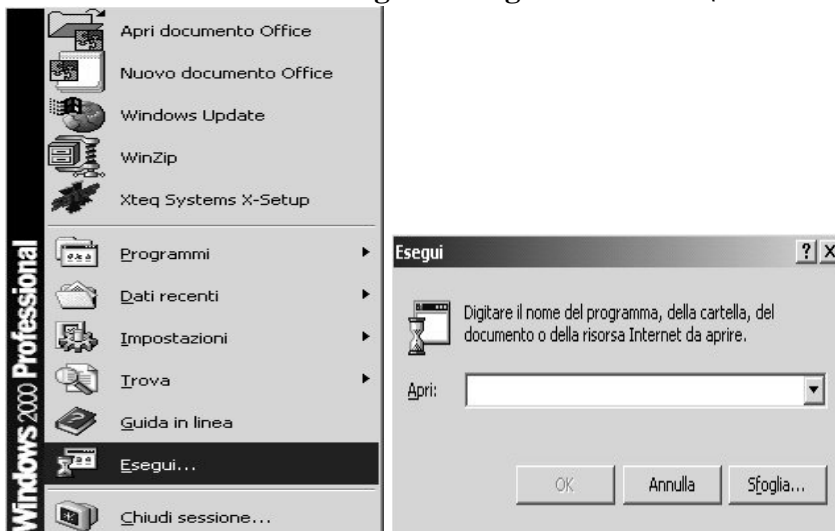 Apri documento Office
Nuovo documento Office
Windows Update
WinZip
Xteq Systems X-Setup
Programmi
Dati recenti
Impostazioni
Trova
Guida in linea
Esegui...
Chiudi sessione...
Windows 2000 Professional
Esegui
Digitare il nome del programma, della cartella, del
documento o della risorsa Internet da aprire.
Apri:
OK
Annulla
Sfoglia...